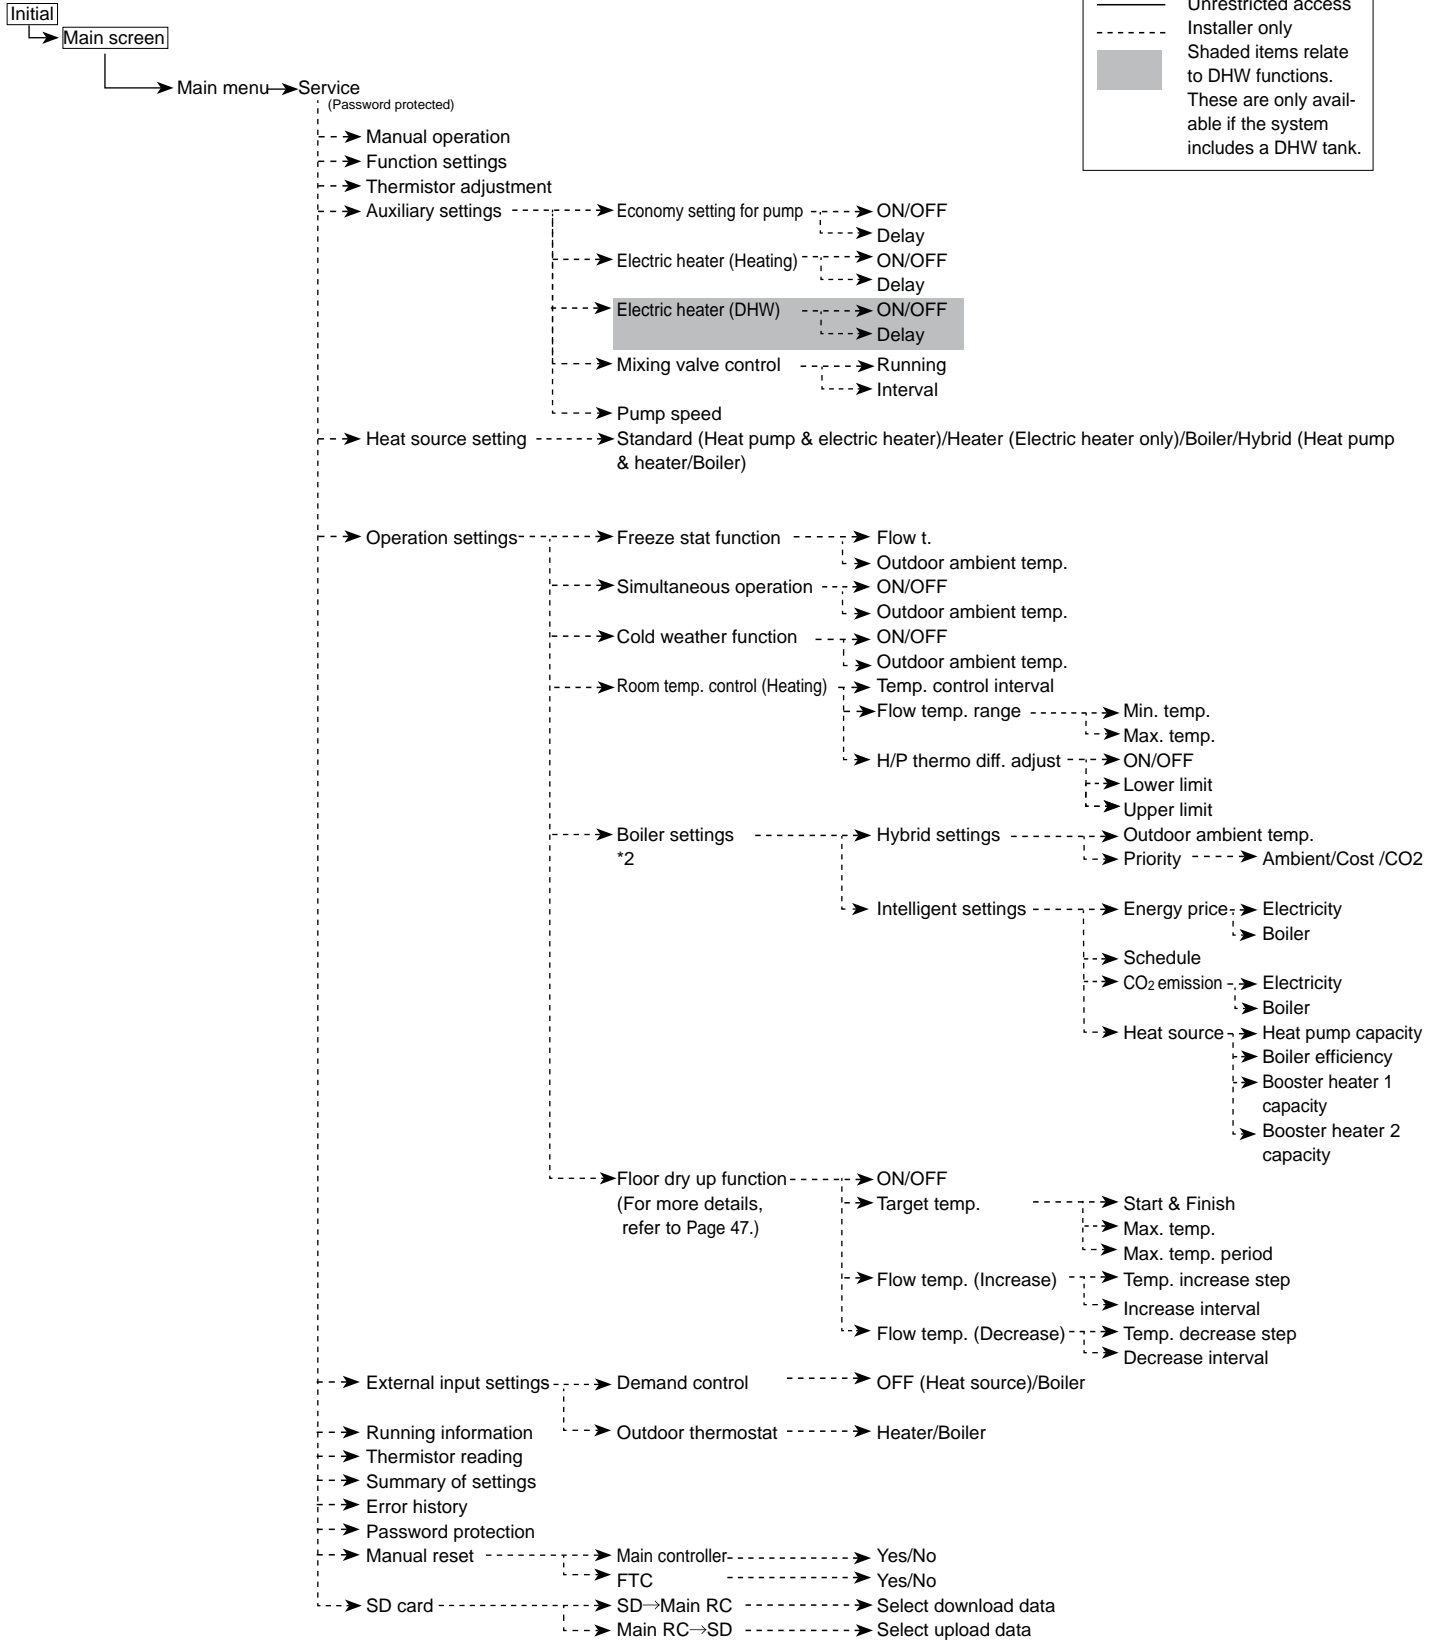 Initial
Main screen
Main menu
Service
(Password protected)
Unrestricted access
Installer only
Shaded items relate
to DHW functions.
These are only avail-
able if the system
includes a DHW tank.
Manual operation
Function settings
Thermistor adjustment
Auxiliary settings
Economy setting for pump
ON/OFF
Delay
Electric heater (Heating)
ON/OFF
Delay
Electric heater (DHW)
ON/OFF
Delay
Mixing valve control
Running
Interval
Pump speed
Heat source setting
Standard (Heat pump & electric heater)/Heater (Electric heater only)/Boiler/Hybrid (Heat pump
& heater/Boiler)
Operation settings
Freeze stat function
Flow t.
Outdoor ambient temp.
Simultaneous operation
ON/OFF
Outdoor ambient temp.
Cold weather function
ON/OFF
Outdoor ambient temp.
Room temp. control (Heating)
Temp. control interval
Flow temp. range
Min. temp.
Max. temp.
H/P thermo diff. adjust
ON/OFF
Lower limit
Upper limit
Boiler settings
*2
Hybrid settings
Outdoor ambient temp.
Priority
Ambient/Cost /CO2
Intelligent settings
Energy price
Electricity
Boiler
Schedule
CO2 emission
Electricity
Boiler
Heat source
Heat pump capacity
Boiler efficiency
Booster heater 1
capacity
Booster heater 2
capacity
Floor dry up function
(For more details,
refer to Page 47.)
ON/OFF
Target temp.
Start & Finish
Max. temp.
Max. temp. period
Flow temp. (Increase)
Temp. increase step
Increase interval
Flow temp. (Decrease)
Temp. decrease step
Decrease interval
External input settings
Demand control
OFF (Heat source)/Boiler
Outdoor thermostat
Heater/Boiler
Running information
Thermistor reading
Summary of settings
Error history
Password protection
Manual reset
Main controller
Yes/No
FTC
Yes/No
SD card
SD→Main RC
Select download data
Main RC→SD
Select upload data